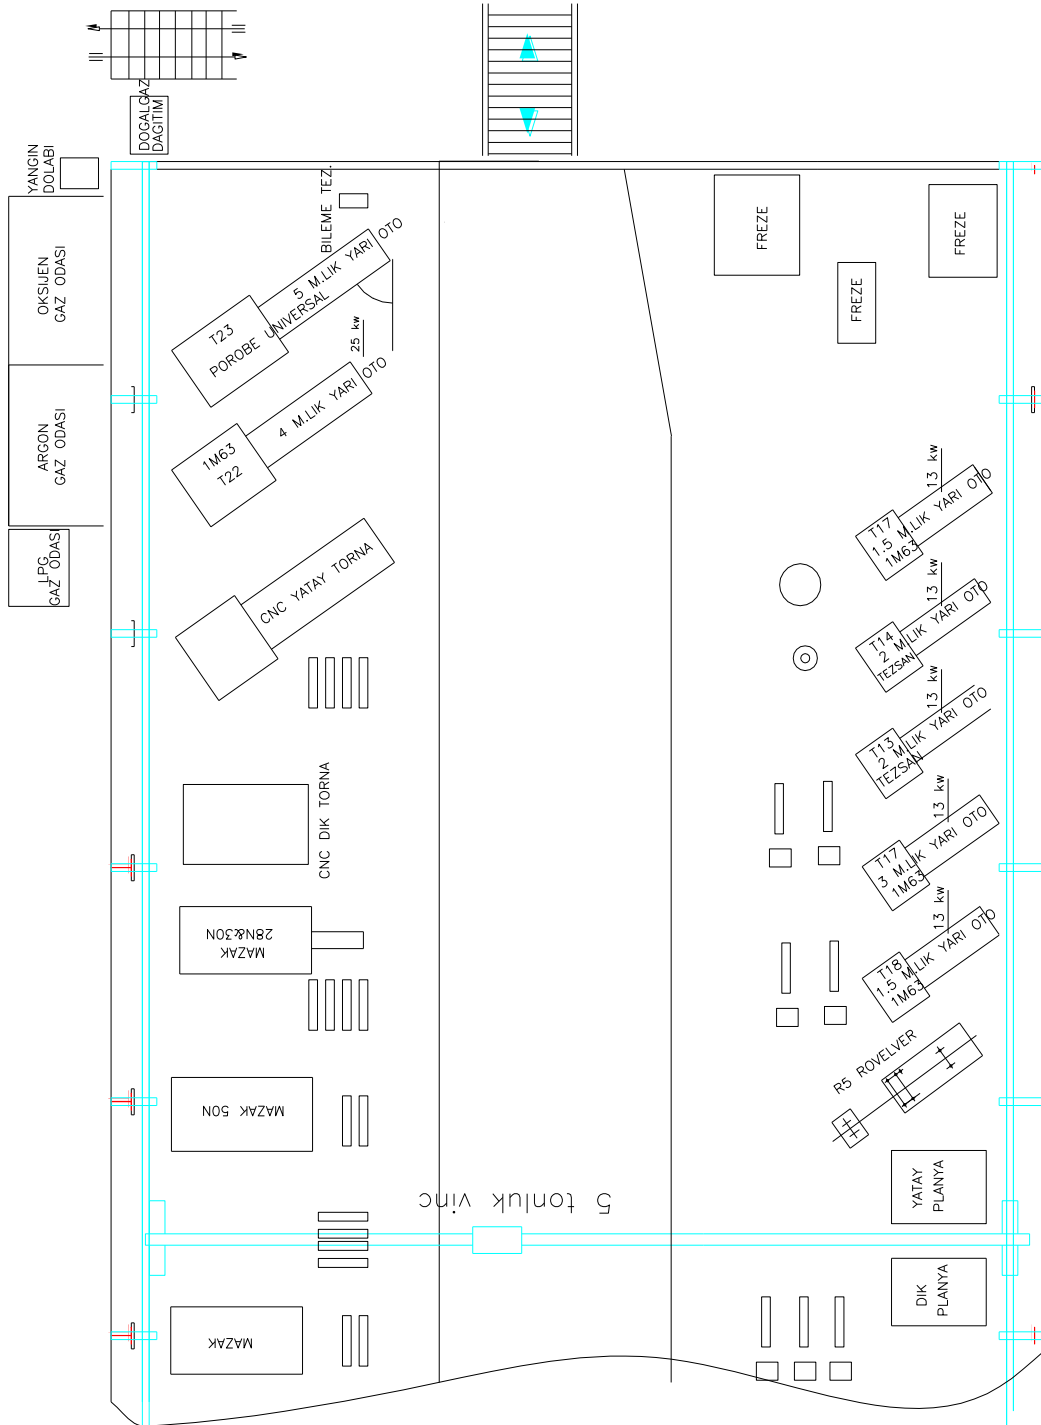 DOGALGAZ
DAGITIM
YANGIN
DOLABI
OKSIJEN
GAZ ODASI
ARGON
GAZ ODASI
LPG
GAZ ODASI
BILEME TEZ.
T23
POROBE UNIVERSAL
5 M.LIK YARI OTO
25 kw
1M63
T22
4 M.LIK YARI OTO
CNC YATAY TORNA
CNC DIK TORNA
MAZAK
28N&30N
MAZAK 50N
MAZAK
5 tonluk vinc
FREZE
FREZE
FREZE
13 kw
T17
1.5 M.LIK YARI OTO
1M63
13 kw
T14
2 M.LIK YARI OTO
TEZSAN
13 kw
T13
2 M.LIK YARI OTO
TEZSAN
13 kw
T17
3 M.LIK YARI OTO
1M63
13 kw
T18
1.5 M.LIK YARI OTO
1M63
R5 ROVELVER
YATAY
PLANYA
DIK
PLANYA